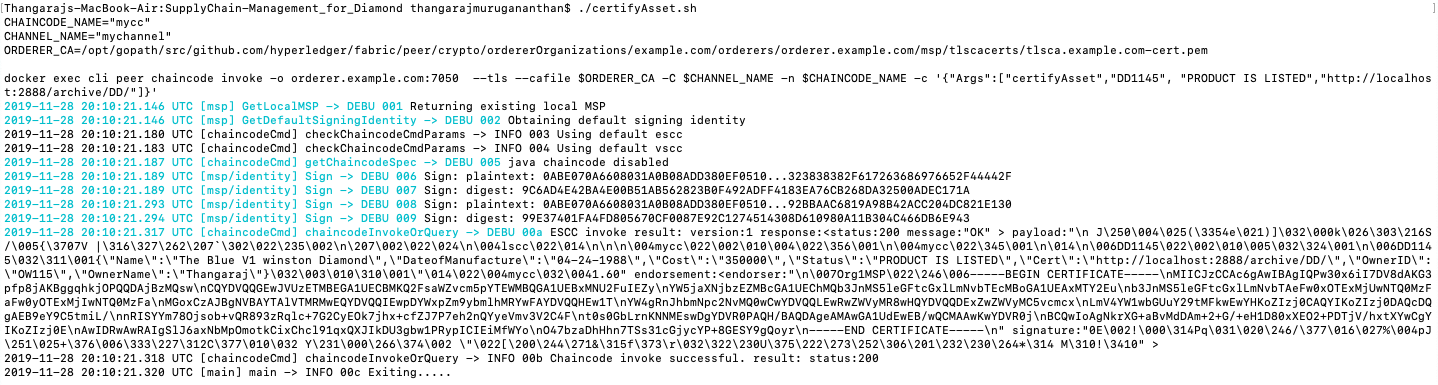 [Thangarajs-MacBook-Air:SupplyChain-Management_for_Diamond thangarajmurugananthan$ ./certifyAsset.sh ]
CHAINCODE_NAME="mycc"
CHANNEL_NAME="mychannel"
ORDERER_CA=/opt/gopath/src/github.com/hyperledger/fabric/peer/crypto/ordererOrganizations/example.com/orderers/orderer.example.com/msp/tlscacerts/tlsca.example.com-cert.pem
docker exec cli peer chaincode invoke -o orderer.example.com:7050  --tls --cafile $ORDERER_CA -C $CHANNEL_NAME -n $CHAINCODE_NAME -c '{"Args":["certifyAsset","DD1145", "PRODUCT IS LISTED","http://localhos
t:2888/archive/DD/"]}'
2019-11-28 20:10:21.146 UTC [msp] GetLocalMSP -> DEBU 001 Returning existing local MSP
2019-11-28 20:10:21.146 UTC [msp] GetDefaultSigningIdentity -> DEBU 002 Obtaining default signing identity
2019-11-28 20:10:21.180 UTC [chaincodeCmd] checkChaincodeCmdParams -> INFO 003 Using default escc
2019-11-28 20:10:21.183 UTC [chaincodeCmd] checkChaincodeCmdParams -> INFO 004 Using default vscc
2019-11-28 20:10:21.187 UTC [chaincodeCmd] getChaincodeSpec -> DEBU 005 java chaincode disabled
2019-11-28 20:10:21.189 UTC [msp/identity] Sign -> DEBU 006 Sign: plaintext: 0ABE070A6608031A0B08ADD380EF0510...323838382F617263686976652F44442F
2019-11-28 20:10:21.189 UTC [msp/identity] Sign -> DEBU 007 Sign: digest: 9C6AD4E42BA4E00B51AB562823B0F492ADFF4183EA76CB268DA32500ADEC171A
2019-11-28 20:10:21.293 UTC [msp/identity] Sign -> DEBU 008 Sign: plaintext: 0ABE070A6608031A0B08ADD380EF0510...92BBAAC6819A98B42ACC204DC821E130
2019-11-28 20:10:21.294 UTC [msp/identity] Sign -> DEBU 009 Sign: digest: 99E37401FA4FD805670CF0087E92C1274514308D610980A11B304C466DB6E943
2019-11-28 20:10:21.317 UTC [chaincodeCmd] chaincodeInvokeOrQuery -> DEBU 00a ESCC invoke result: version:1 response:<status:200 message:"OK" > payload:"\n J\250\004\025(\3354e\021)]\032\000k\026\303\216S
/\005{\3707V |\316\327\262\207`\302\022\235\002\n\207\002\022\024\n\004lscc\022\014\n\n\n\004mycc\022\002\010\004\022\356\001\n\004mycc\022\345\001\n\014\n\006DD1145\022\002\010\005\032\324\001\n\006DD114
5\032\311\001{\"Name\":\"The Blue V1 winston Diamond\",\"DateofManufacture\":\"04-24-1988\",\"Cost\":\"350000\",\"Status\":\"PRODUCT IS LISTED\",\"Cert\":\"http://localhost:2888/archive/DD/\",\"OwnerID\":
\"OW115\",\"OwnerName\":\"Thangaraj\"}\032\003\010\310\001\"\014\022\004mycc\032\0041.60" endorsement:<endorser:"\n\007Org1MSP\022\246\006-----BEGIN CERTIFICATE-----\nMIICJzCCAc6gAwIBAgIQPw30x6iI7DV8dAKG3
pfp8jAKBggqhkjOPQQDAjBzMQsw\nCQYDVQQGEwJVUzETMBEGA1UECBMKQ2FsaWZvcm5pYTEWMBQGA1UEBxMNU2FuIEZy\nYW5jaXNjbzEZMBcGA1UEChMQb3JnMS5leGFtcGxlLmNvbTEcMBoGA1UEAxMTY2Eu\nb3JnMS5leGFtcGxlLmNvbTAeFw0xOTExMjUwNTQ0MzF
aFw0yOTExMjIwNTQ0MzFa\nMGoxCzAJBgNVBAYTAlVTMRMwEQYDVQQIEwpDYWxpZm9ybmlhMRYwFAYDVQQHEw1T\nYW4gRnJhbmNpc2NvMQ0wCwYDVQQLEwRwZWVyMR8wHQYDVQQDExZwZWVyMC5vcmcx\nLmV4YW1wbGUuY29tMFkwEwYHKoZIzj0CAQYIKoZIzj0DAQcDQ
gAEB9eY9C5tmiL/\nnRISYYm78Ojsob+vQR893zRqlc+7G2CyEOk7jhx+cfZJ7P7eh2nQYyeVmv3V2C4F\nt0s0GbLrnKNNMEswDgYDVR0PAQH/BAQDAgeAMAwGA1UdEwEB/wQCMAAwKwYDVR0j\nBCQwIoAgNkrXG+aBvMdDAm+2+G/+eH1D80xXEO2+PDTjV/hxtXYwCgY
IKoZIzj0E\nAwIDRwAwRAIgSlJ6axNbMpOmotkCixChcl91qxQXJIkDU3gbw1PRypICIEiMfWYo\nO47bzaDhHhn7TSs31cGjycYP+8GESY9gQoyr\n-----END CERTIFICATE-----\n" signature:"0E\002!\000\314Pq\031\020\246/\377\016\027%\004pJ
\251\025+\376\006\333\227\312C\377\010\032 Y\231\000\266\374\002 \"\022[\200\244\271&\315f\373\r\032\322\230U\375\222\273\252\306\201\232\230\264*\314 M\310!\3410" >
2019-11-28 20:10:21.318 UTC [chaincodeCmd] chaincodeInvokeOrQuery -> INFO 00b Chaincode invoke successful. result: status:200
2019-11-28 20:10:21.320 UTC [main] main -> INFO 00c Exiting.....